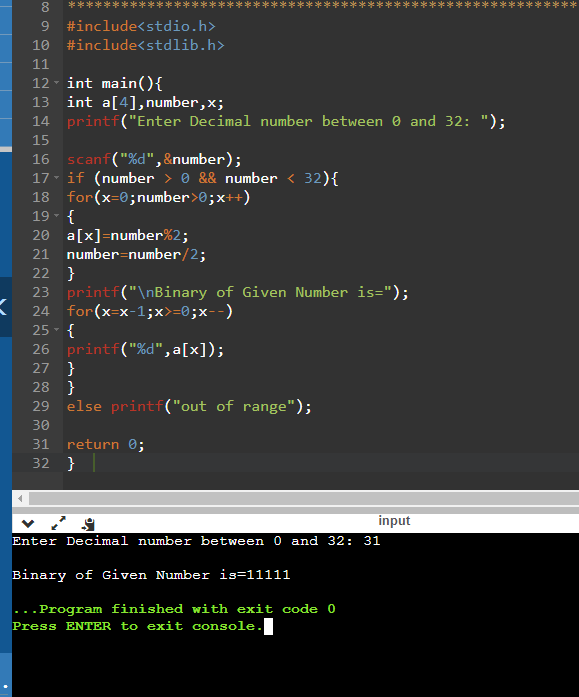 8 ****************************************************
9 #include<stdio.h>
10 #include<stdlib.h>
11
12 int main(){
13 int a[4],number,x;
14 printf("Enter Decimal number between 0 and 32: ");
15
16 scanf("%d",&number);
17 if (number > 0 && number < 32){
18 for(x=0;number>0;x++)
19 {
20 a[x]=number%2;
21 number=number/2;
22 }
23 printf("\nBinary of Given Number is=");
24 for(x=x-1;x>=0;x--)
25 {
26 printf("%d",a[x]);
27 }
28 }
29 else printf("out of range");
30
31 return 0;
32 }
input
Enter Decimal number between 0 and 32: 31
Binary of Given Number is=11111
...Program finished with exit code 0
Press ENTER to exit console.